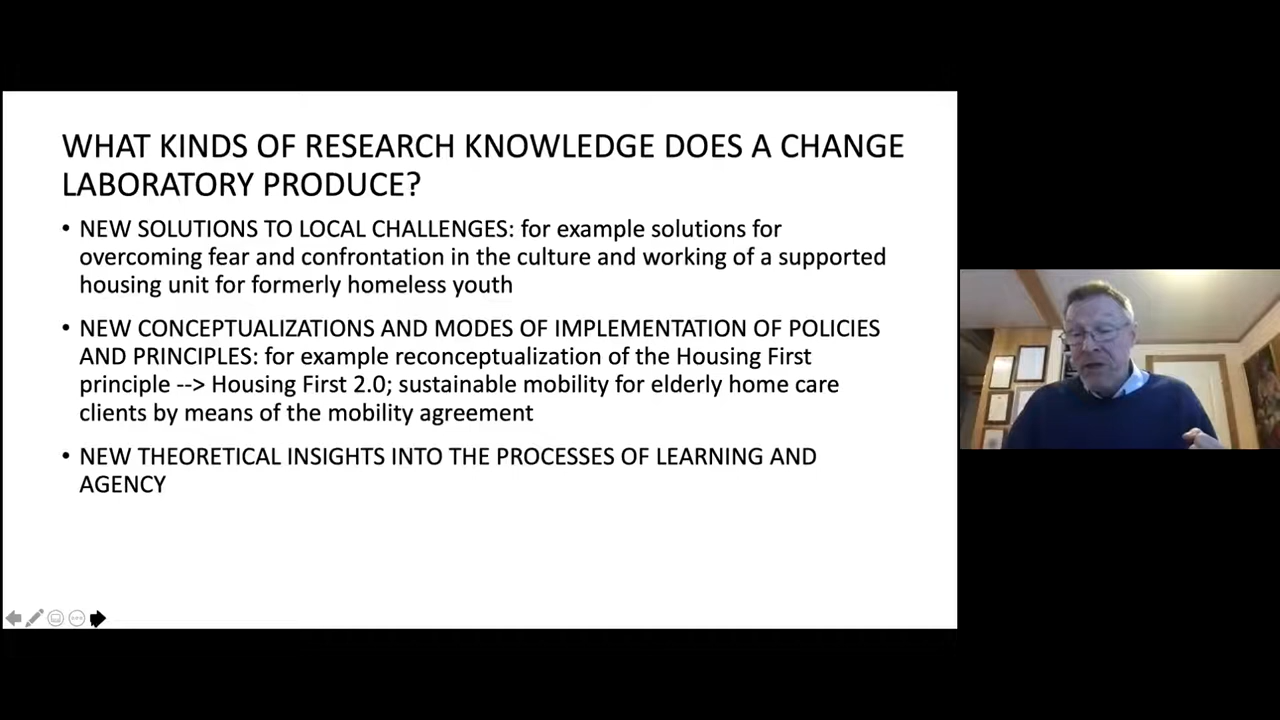 WHAT KINDS OF RESEARCH KNOWLEDGE DOES A CHANGE
LABORATORY PRODUCE?
• NEW SOLUTIONS TO LOCAL CHALLENGES: for example solutions for
overcoming fear and confrontation in the culture and working of a supported
housing unit for formerly homeless youth
• NEW CONCEPTUALIZATIONS AND MODES OF IMPLEMENTATION OF POLICIES
AND PRINCIPLES: for example reconceptualization of the Housing First
principle --> Housing First 2.0; sustainable mobility for elderly home care
clients by means of the mobility agreement
• NEW THEORETICAL INSIGHTS INTO THE PROCESSES OF LEARNING AND
AGENCY